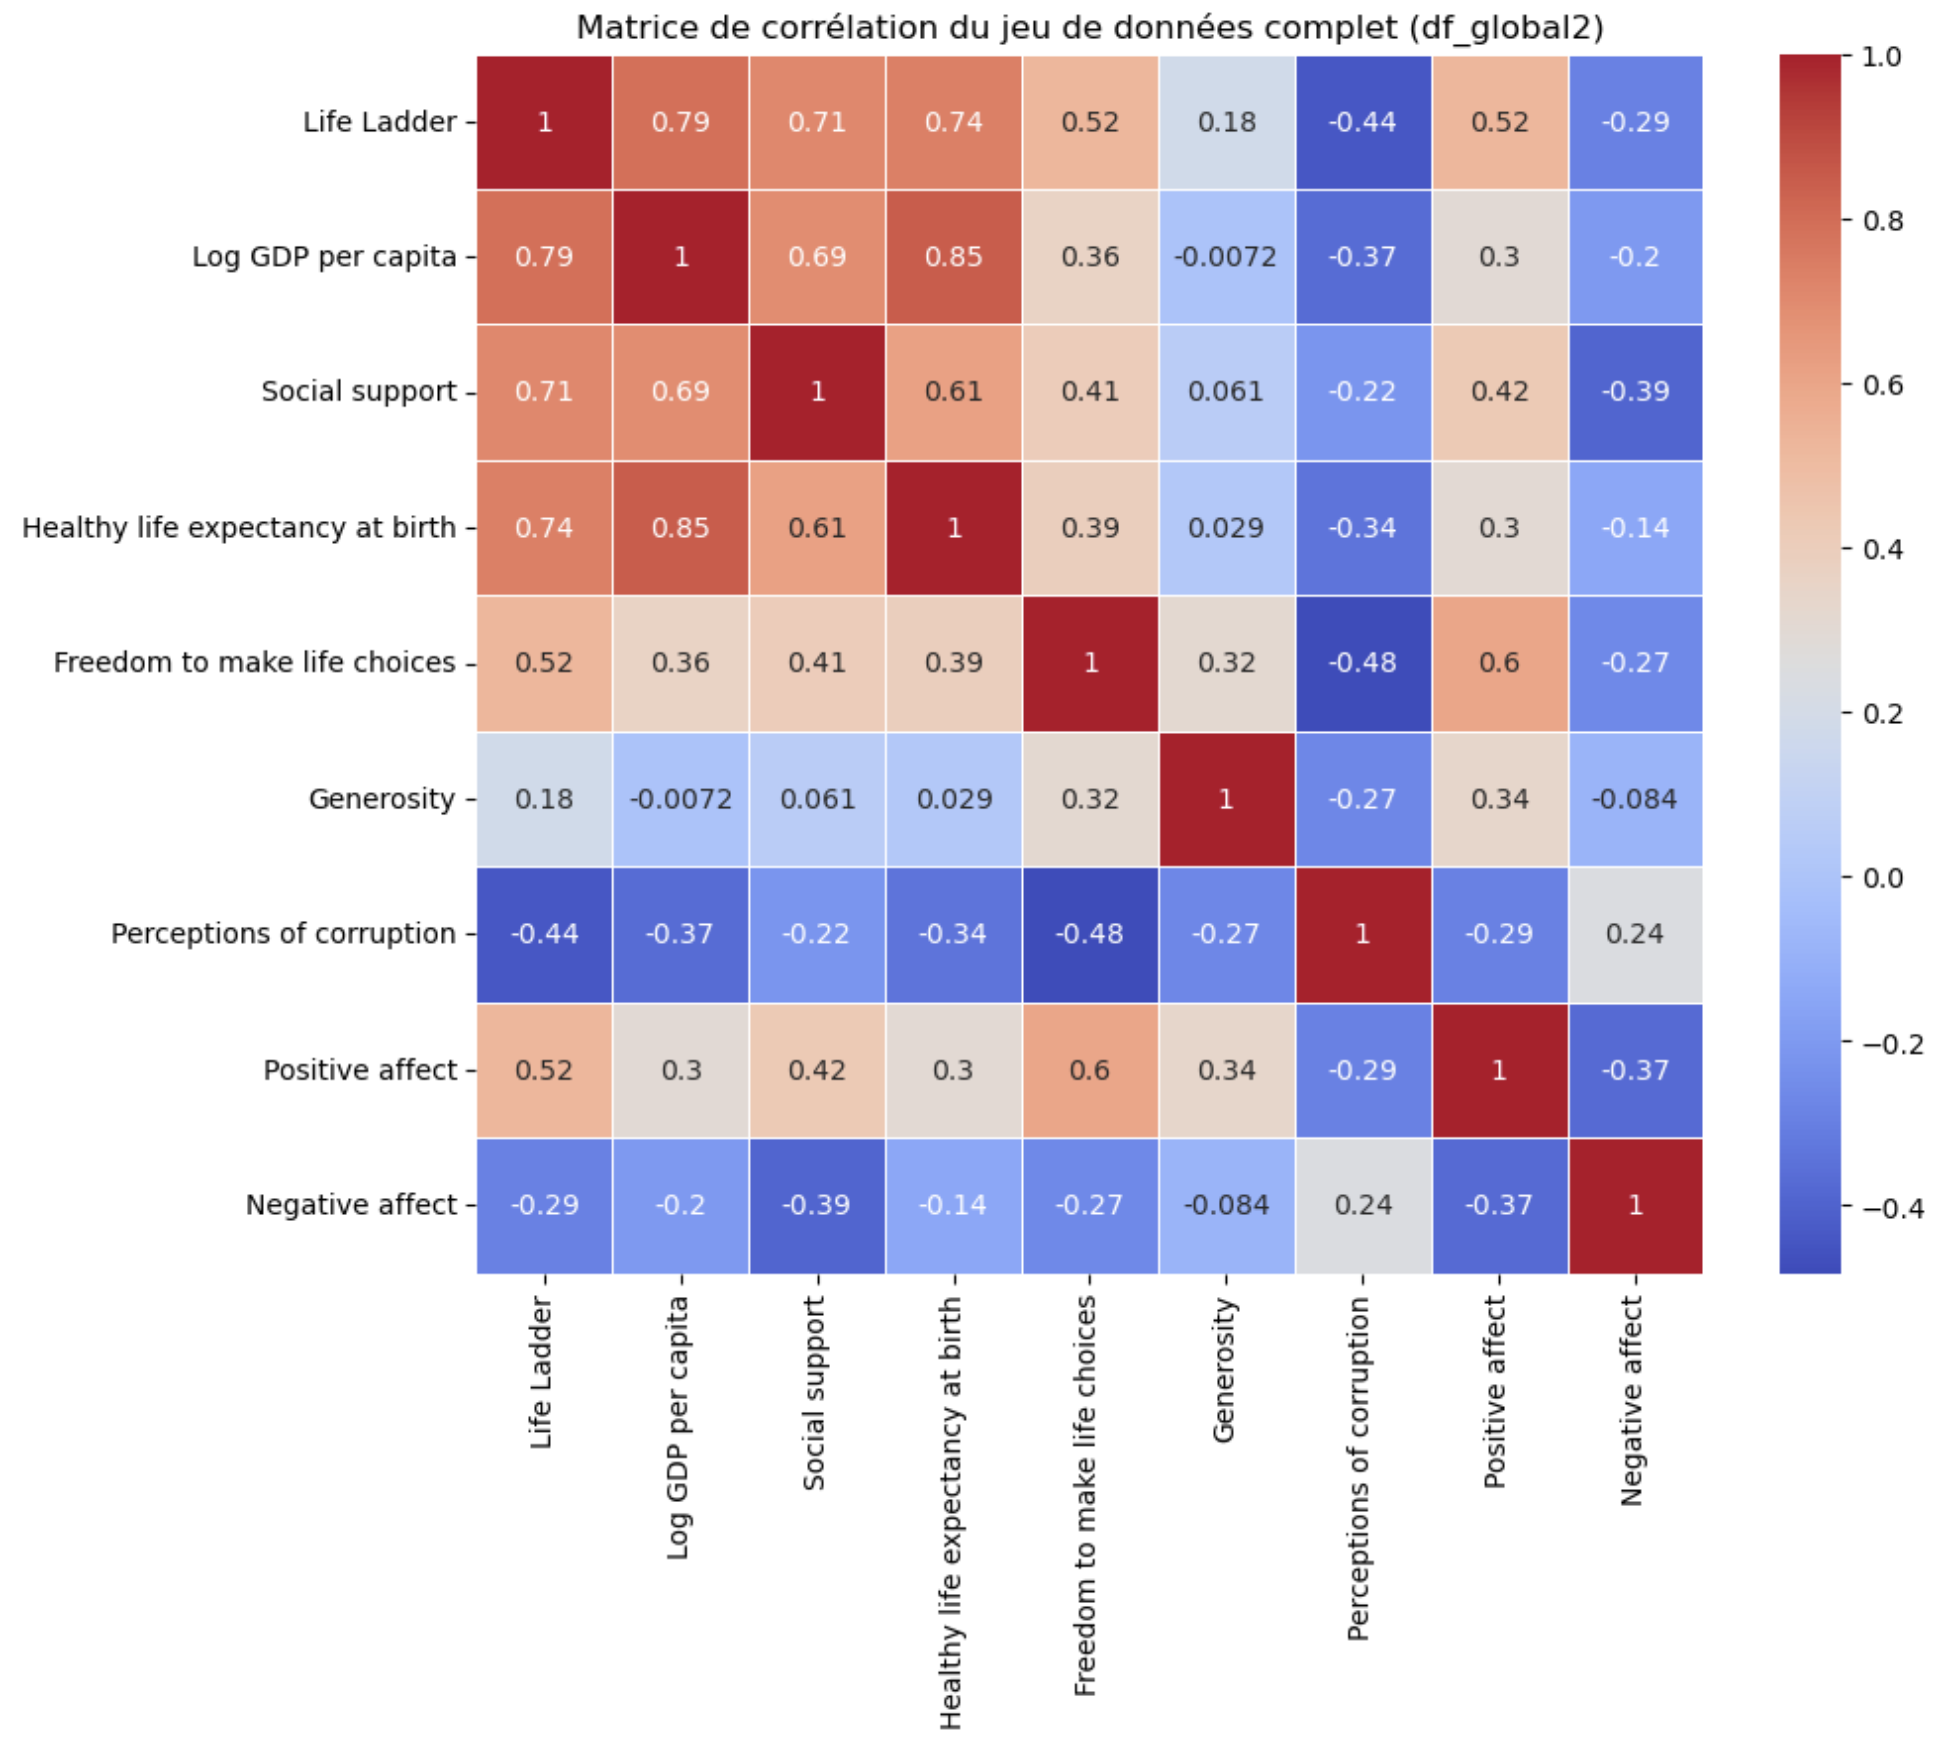 Matrice de corrélation du jeu de données complet (df_global2)
Life Ladder 1 0.79 0.71 0.74 0.52 0.18 -0.44 0.52 -0.29
Log GDP per capita 0.79 1 0.69 0.85 0.36 -0.0072 -0.37 0.3 -0.2
Social support 0.71 0.69 1 0.61 0.41 0.061 -0.22 0.42 -0.39
Healthy life expectancy at birth 0.74 0.85 0.61 1 0.39 0.029 -0.34 0.3 -0.14
Freedom to make life choices 0.52 0.36 0.41 0.39 1 0.32 -0.48 0.6 -0.27
Generosity 0.18 -0.0072 0.061 0.029 0.32 1 -0.27 0.34 -0.084
Perceptions of corruption -0.44 -0.37 -0.22 -0.34 -0.48 -0.27 1 -0.29 0.24
Positive affect 0.52 0.3 0.42 0.3 0.6 0.34 -0.29 1 -0.37
Negative affect -0.29 -0.2 -0.39 -0.14 -0.27 -0.084 0.24 -0.37 1
Life Ladder
Log GDP per capita
Social support
Healthy life expectancy at birth
Freedom to make life choices
Generosity
Perceptions of corruption
Positive affect
Negative affect
1.0
0.8
0.6
0.4
0.2
0.0
−0.2
−0.4